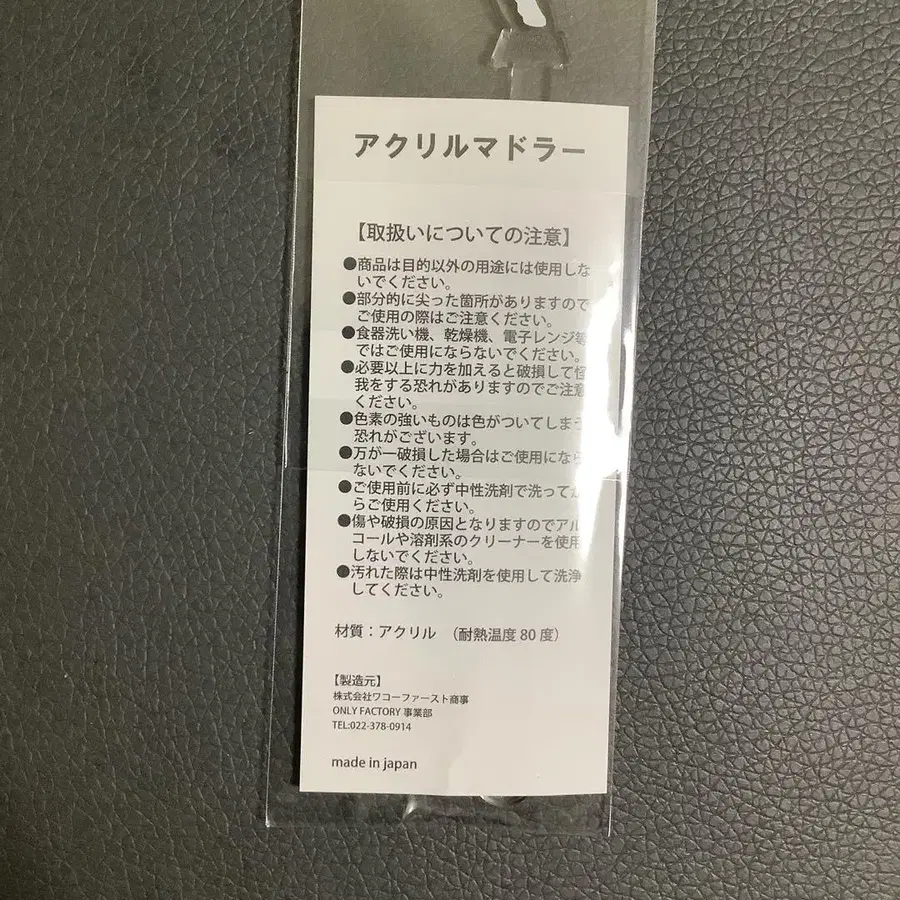 アクリルマドラー
【取扱いについての注意】
●商品は目的以外の用途には使用しな
いでください。
●部分的に尖った箇所がありますので
ご使用の際はご注意ください。
●食器洗い機、乾燥機、電子レンジ等
ではご使用にならないでください。
●必要以上に力を加えると破損して怪
我をする恐れがありますのでご注意
ください。
●色素の強いものは色がついてしまう
恐れがございます。
●万が一破損した場合はご使用になら
ないでください。
●ご使用前に必ず中性洗剤で洗ってか
らご使用ください。
●傷や破損の原因となりますのでアル
コールや溶剤系のクリーナーを使用
しないでください。
●汚れた際は中性洗剤を使用して洗浄
してください。
材質：アクリル （耐熱温度 80 度）
【製造元】
株式会社ワコーファースト商事
ONLY FACTORY 事業部
TEL:022-378-0914
made in japan